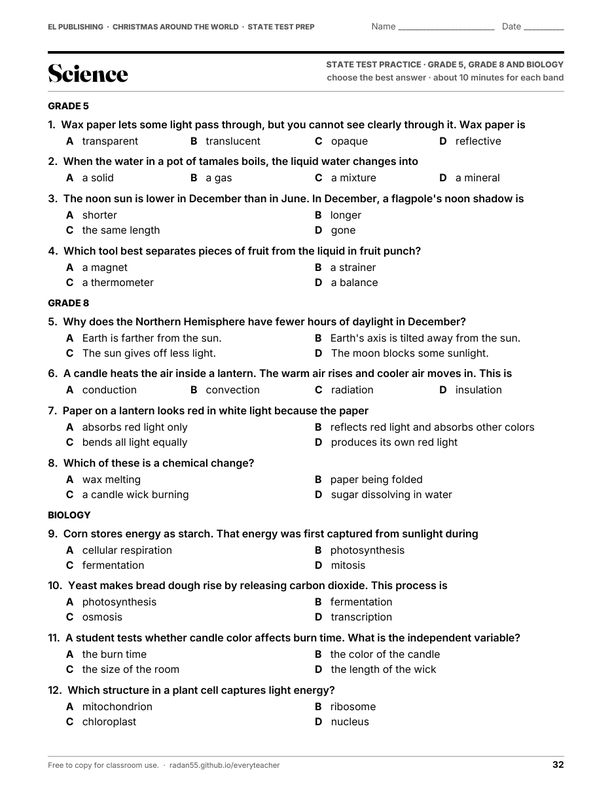 EL PUBLISHING · CHRISTMAS AROUND THE WORLD · STATE TEST PREP Name ____________________ Date ________
Science
STATE TEST PRACTICE · GRADE 5, GRADE 8 AND BIOLOGY
choose the best answer · about 10 minutes for each band
GRADE 5
1. Wax paper lets some light pass through, but you cannot see clearly through it. Wax paper is
A transparent B translucent C opaque D reflective
2. When the water in a pot of tamales boils, the liquid water changes into
A a solid B a gas C a mixture D a mineral
3. The noon sun is lower in December than in June. In December, a flagpole's noon shadow is
A shorter B longer
C the same length D gone
4. Which tool best separates pieces of fruit from the liquid in fruit punch?
A a magnet B a strainer
C a thermometer D a balance
GRADE 8
5. Why does the Northern Hemisphere have fewer hours of daylight in December?
A Earth is farther from the sun. B Earth's axis is tilted away from the sun.
C The sun gives off less light. D The moon blocks some sunlight.
6. A candle heats the air inside a lantern. The warm air rises and cooler air moves in. This is
A conduction B convection C radiation D insulation
7. Paper on a lantern looks red in white light because the paper
A absorbs red light only B reflects red light and absorbs other colors
C bends all light equally D produces its own red light
8. Which of these is a chemical change?
A wax melting B paper being folded
C a candle wick burning D sugar dissolving in water
BIOLOGY
9. Corn stores energy as starch. That energy was first captured from sunlight during
A cellular respiration B photosynthesis
C fermentation D mitosis
10. Yeast makes bread dough rise by releasing carbon dioxide. This process is
A photosynthesis B fermentation
C osmosis D transcription
11. A student tests whether candle color affects burn time. What is the independent variable?
A the burn time B the color of the candle
C the size of the room D the length of the wick
12. Which structure in a plant cell captures light energy?
A mitochondrion B ribosome
C chloroplast D nucleus
Free to copy for classroom use. · radan55.github.io/everyteacher 32